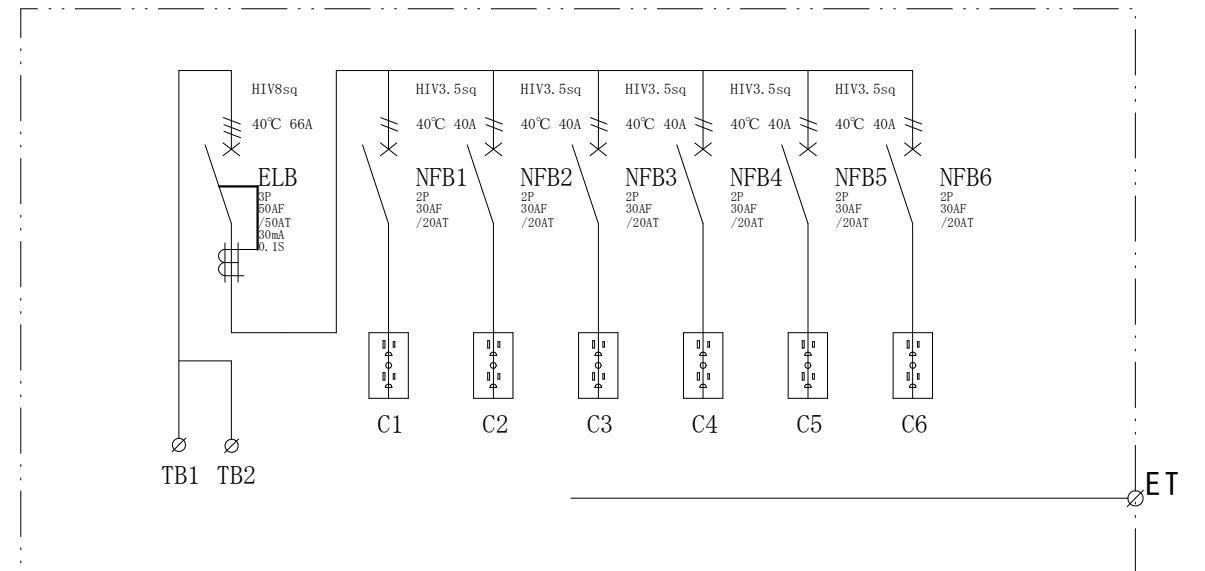 HIV8sq
40℃ 66A
ELB
3P
50AF
/50AT
30mA
0.1S
HIV3.5sq
40℃ 40A
NFB1
2P
30AF
/20AT
HIV3.5sq
40℃ 40A
NFB2
2P
30AF
/20AT
HIV3.5sq
40℃ 40A
NFB3
2P
30AF
/20AT
HIV3.5sq
40℃ 40A
NFB4
2P
30AF
/20AT
HIV3.5sq
40℃ 40A
NFB5
2P
30AF
/20AT
NFB6
2P
30AF
/20AT
C1
C2
C3
C4
C5
C6
TB1
TB2
ET